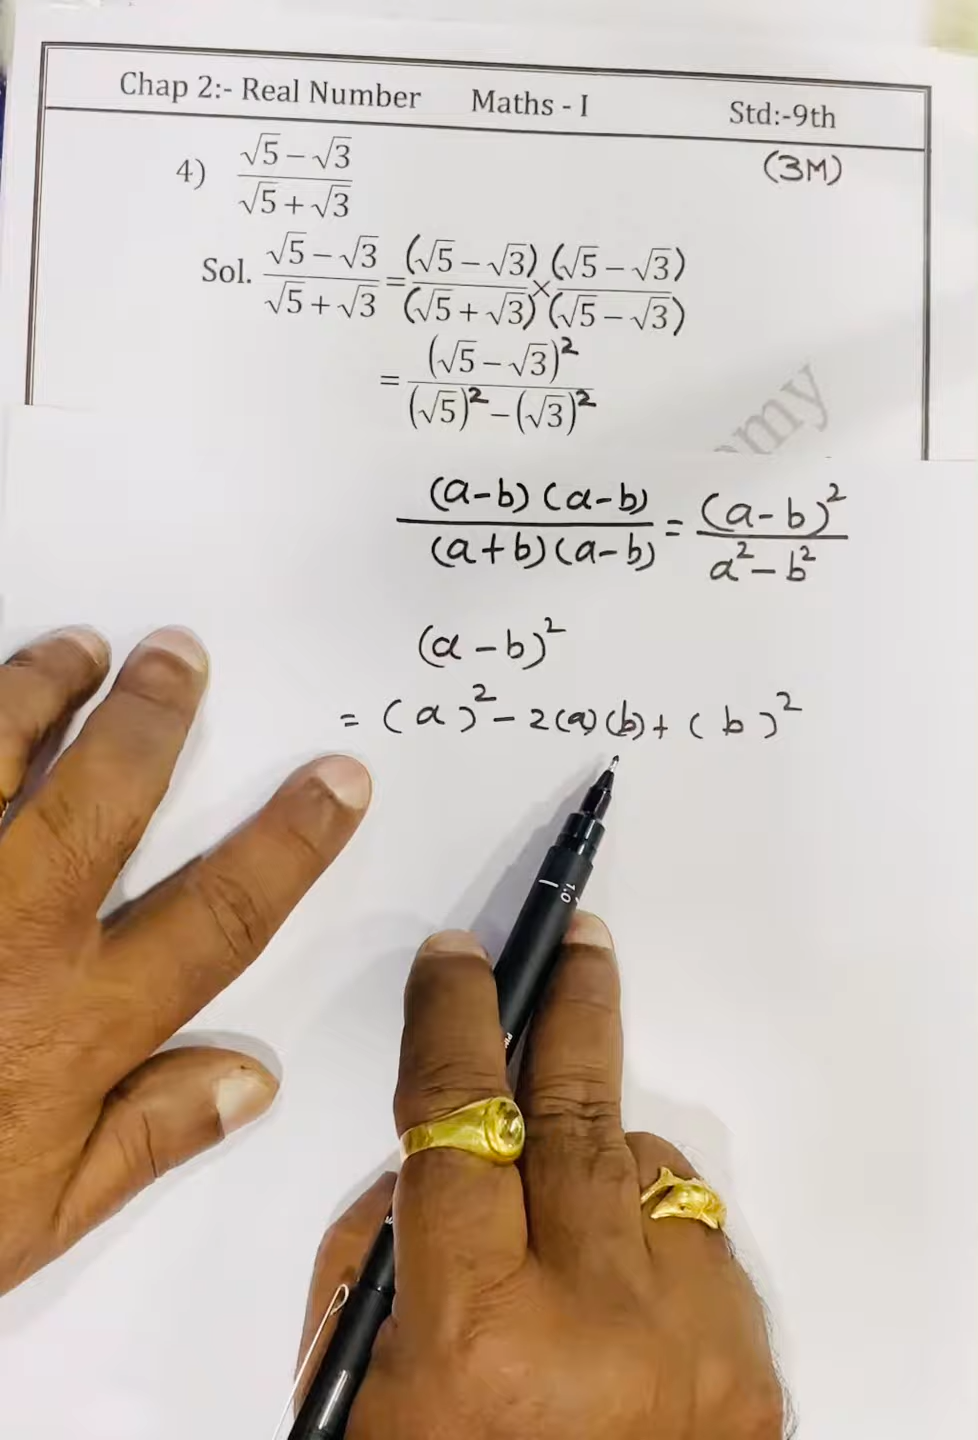 Chap 2:- Real Number Maths - I Std:-9th
(3M)
4) (√5 − √3)/(√5 + √3)
Sol. (√5 − √3)/(√5 + √3) = (√5 − √3)/(√5 + √3) × (√5 − √3)/(√5 − √3)
= (√5 − √3)²/((√5)² − (√3)²)
(a-b)(a-b)/(a+b)(a-b) = (a-b)²/a²-b²
(a-b)²
= (a)² - 2(a)(b) + (b)²
1.0